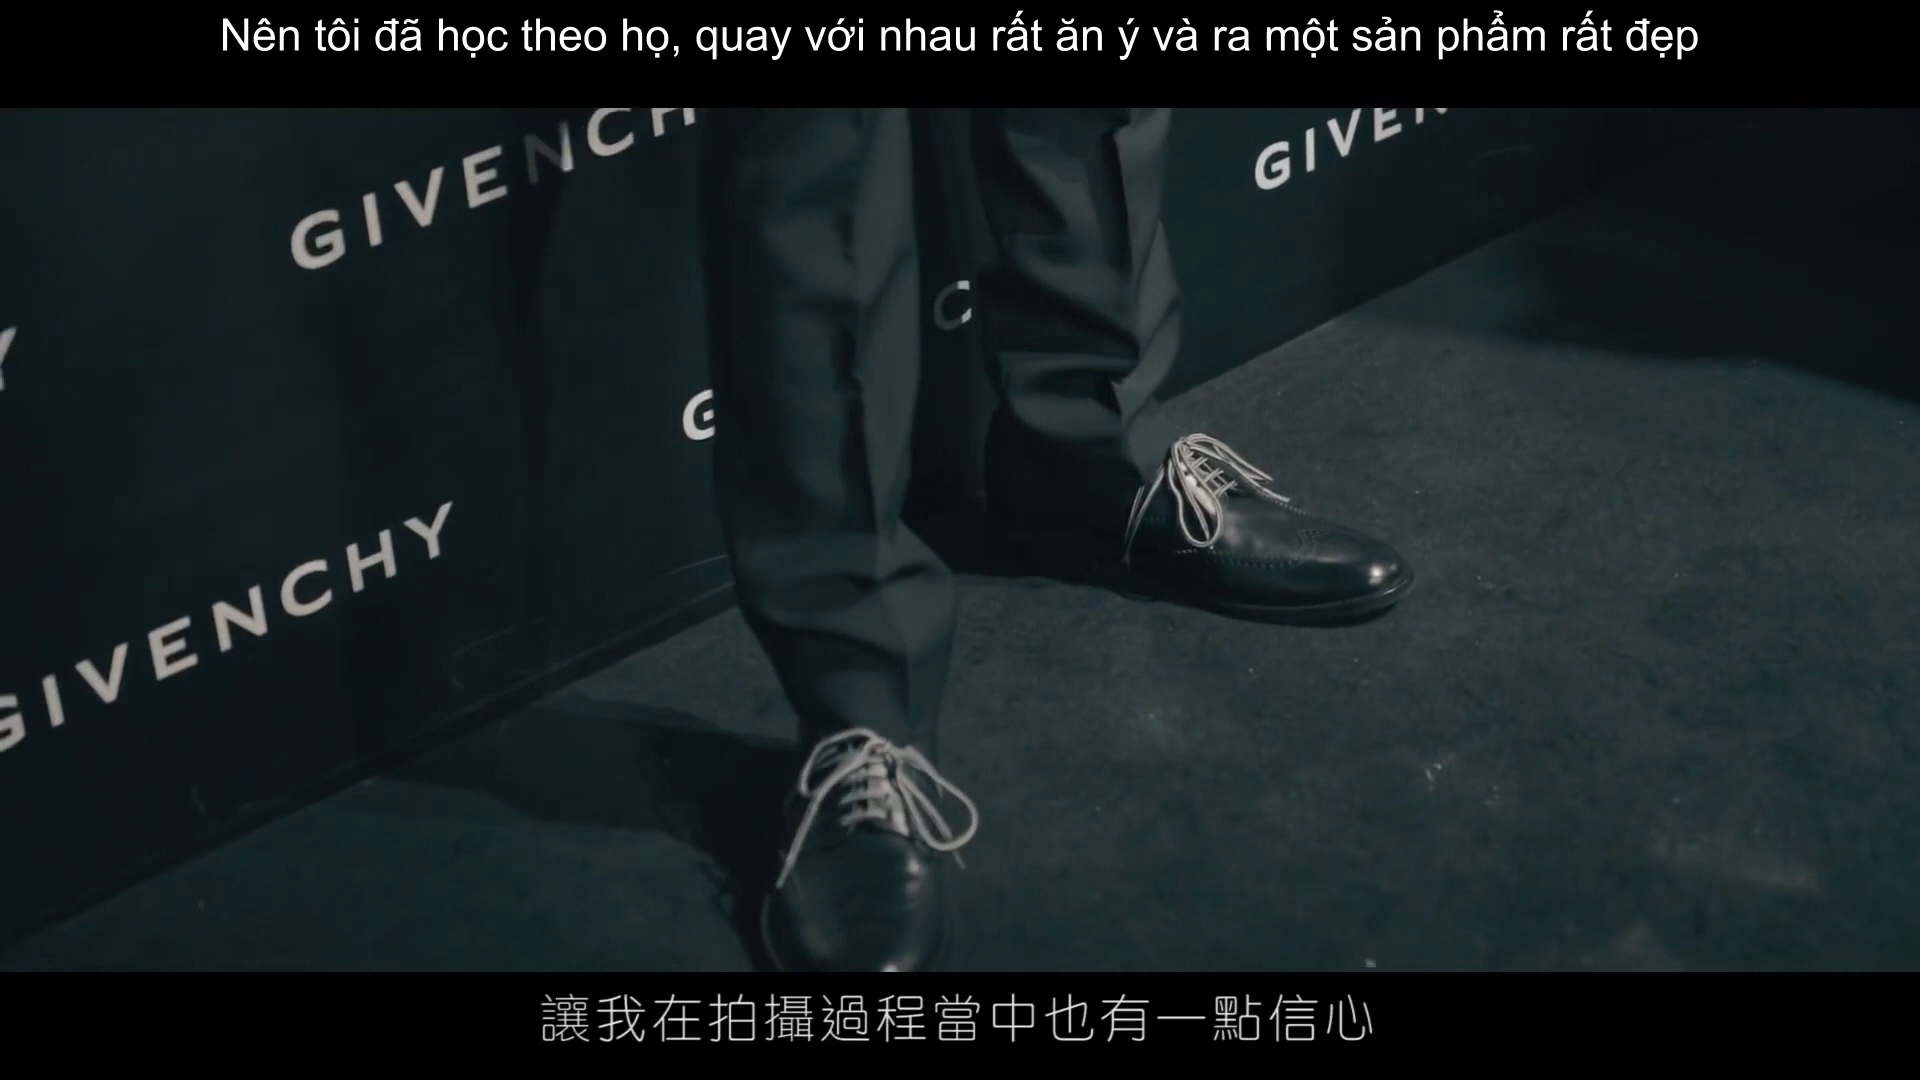 Nên tôi đã học theo họ, quay với nhau rất ăn ý và ra một sản phẩm rất đẹp
GIVENCH
GIVEN
C
Y
G
GIVENCHY
讓我在拍攝過程當中也有一點信心